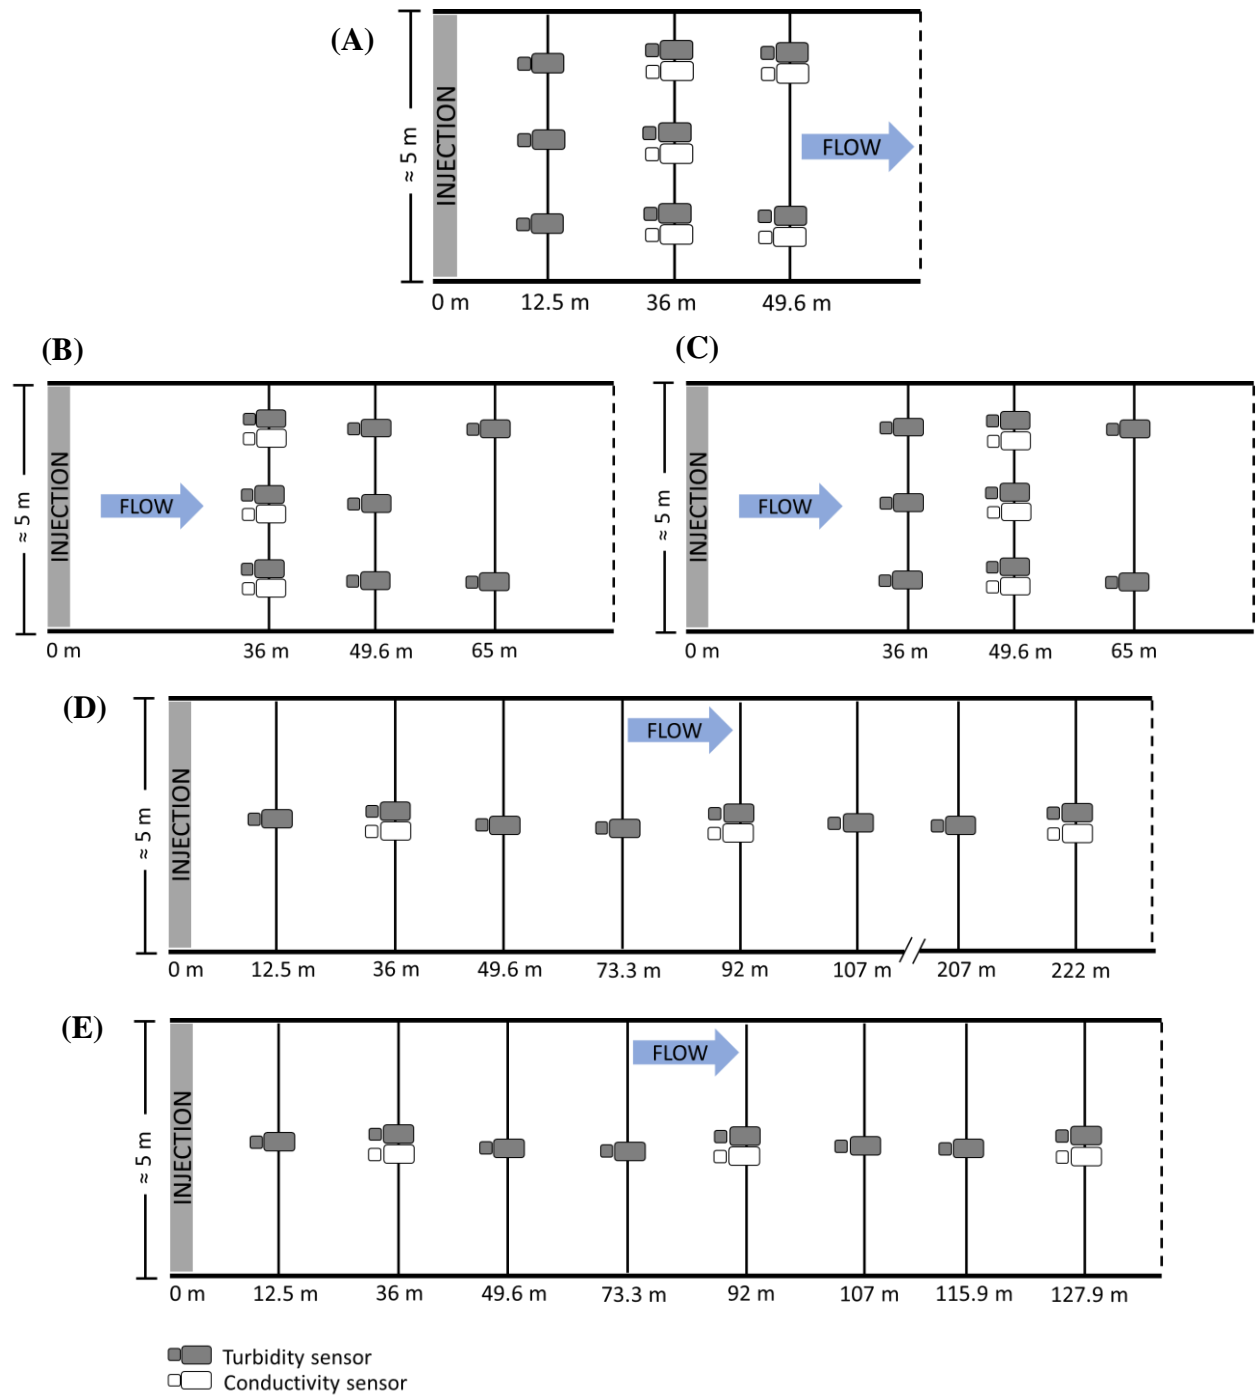 (A)
≈ 5 m
INJECTION
FLOW
0 m 12.5 m 36 m 49.6 m
(B)
≈ 5 m
INJECTION
FLOW
0 m 36 m 49.6 m 65 m
(C)
≈ 5 m
INJECTION
FLOW
0 m 36 m 49.6 m 65 m
(D)
≈ 5 m
INJECTION
FLOW
0 m 12.5 m 36 m 49.6 m 73.3 m 92 m 107 m 207 m 222 m
(E)
≈ 5 m
INJECTION
FLOW
0 m 12.5 m 36 m 49.6 m 73.3 m 92 m 107 m 115.9 m 127.9 m
Turbidity sensor
Conductivity sensor